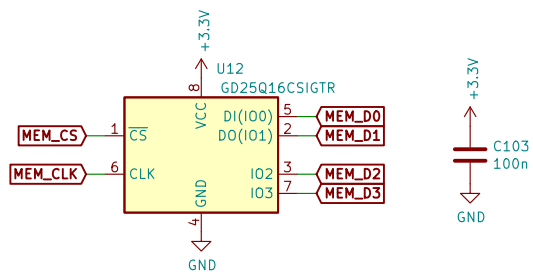 +3.3V
U12
GD25Q16CSIGTR
8
VCC
MEM_CS
1
CS
MEM_CLK
6
CLK
DI(IO0)
5
MEM_D0
DO(IO1)
2
MEM_D1
IO2
3
MEM_D2
IO3
7
MEM_D3
GND
4
GND
+3.3V
C103
100n
GND